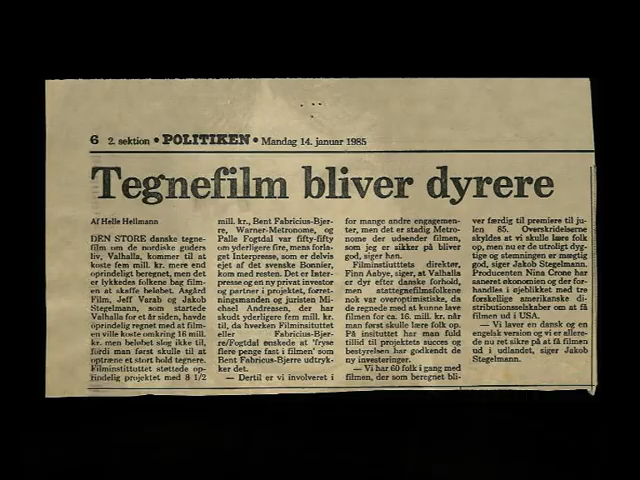 6 2. sektion • POLITIKEN • Mandag 14. januar 1985
Tegnefilm bliver dyrere
Af Helle Hellmann
DEN STORE danske tegne-
film om de nordiske guders
liv, Valhalla, kommer til at
koste fem mill. kr. mere end
oprindeligt beregnet, men det
er lykkedes folkene bag film-
en at skaffe beløbet. Asgård
Film, Jeff Varab og Jakob
Stegelmann, som startede
Valhalla for et år siden, havde
oprindelig regnet med at film-
en ville koste omkring 16 mill.
kr. men beløbet slog ikke til,
fordi man først skulle til at
optræne et stort hold tegnere.
Filminstituttet støttede op-
rindelig projektet med 8 1/2
mill. kr., Bent Fabricius-Bjer-
re, Warner-Metronome, og
Palle Fogtdal var fifty-fifty
om yderligere fire, mens forla-
get Interpresse, som er delvis
ejet af det svenske Bonnier,
kom med resten. Det er Inter-
presse og en ny privat investor
og partner i projektet, forret-
ningsmanden og juristen Mi-
chael Andreasen, der har
skudt yderligere fem mill. kr.
til, da hverken Filminstituttet
eller Fabricius-Bjer-
re/Fogtdal ønskede at 'fryse
flere penge fast i filmen' som
Bent Fabricius-Bjerre udtryk-
ker det.
— Dertil er vi involveret i
for mange andre engagemen-
ter, men det er stadig Metro-
nome der udsender filmen,
som jeg er sikker på bliver
god, siger han.
Filminstiuttets direktør,
Finn Aabye, siger, at Valhalla
er dyr efter danske forhold,
men at tegnefilmsfolkene
nok var overoptimistiske, da
de regnede med at kunne lave
filmen for ca. 16. mill. kr. når
man først skulle lære folk op.
På insituttet har man fuld
tillid til projektets succes og
bestyrelsen har godkendt de
ny investeringer.
— Vi har 60 folk i gang med
filmen, der som beregnet bli-
ver færdig til premiere til ju-
len 85. Overskridelserne
skyldes at vi skulle lære folk
op, men nu er de utrolig dyg-
tige og stemningen er mægtig
god, siger Jakob Stegelmann.
Producenten Nina Crone har
saneret økonomien og der for-
handles i øjeblikket med tre
forskellige amerikanske di-
stributionsselskaber om at få
filmen ud i USA.
— Vi laver en dansk og en
engelsk version og vi er allere-
de nu ret sikre på at få filmen
ud i udlandet, siger Jakob
Stegelmann.